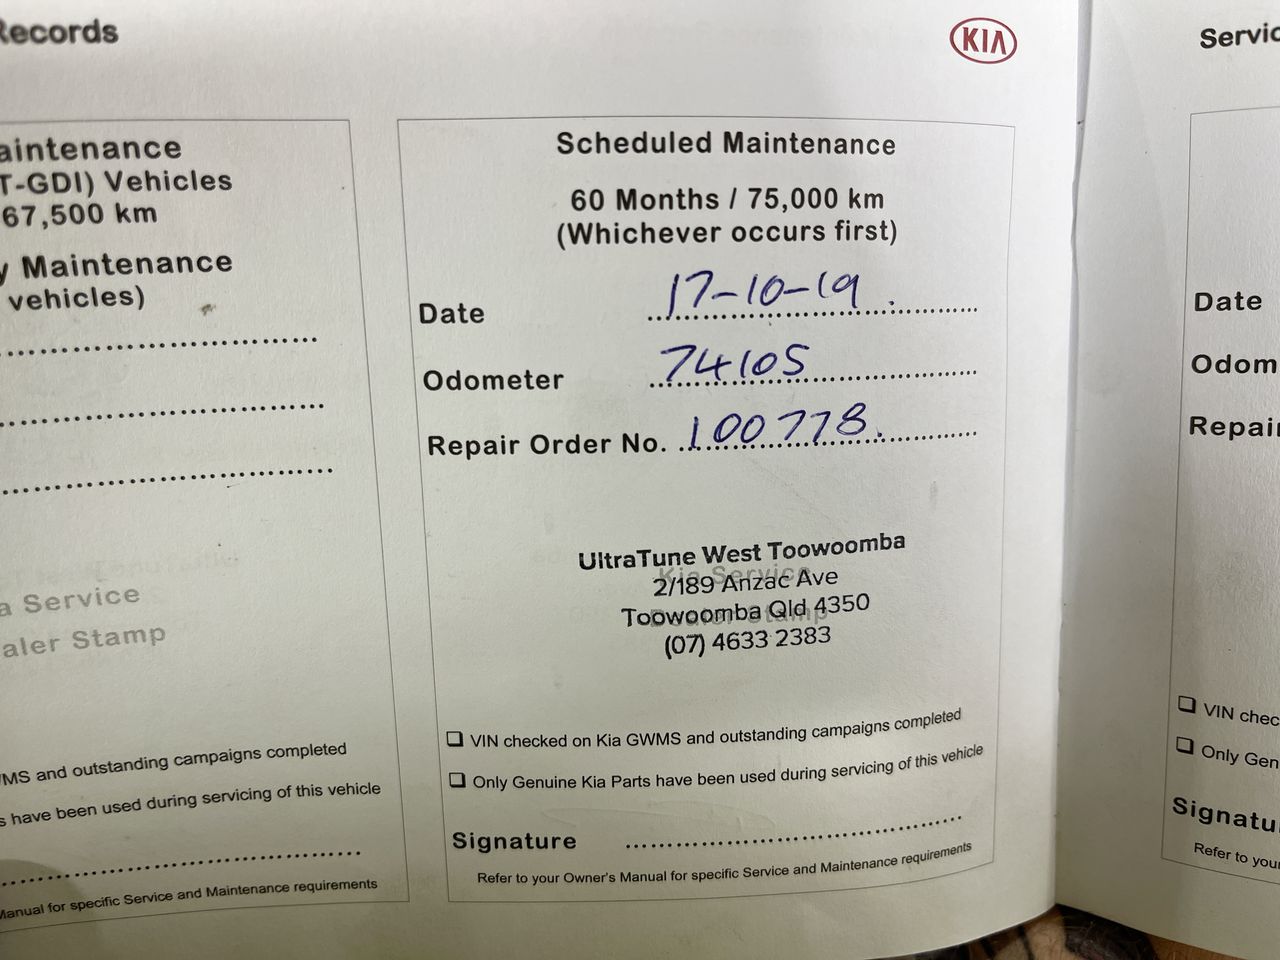 Records
KIA
aintenance
T-GDI) Vehicles
67,500 km
y Maintenance
vehicles)
a Service
aler Stamp
MS and outstanding campaigns completed
s have been used during servicing of this vehicle
Manual for specific Service and Maintenance requirements
Scheduled Maintenance
60 Months / 75,000 km
(Whichever occurs first)
Date 17-10-19
Odometer 74105
Repair Order No. 100778
UltraTune West Toowoomba
Kia Service
2/189 Anzac Ave
Dealer Stamp
Toowoomba Qld 4350
(07) 4633 2383
❏ VIN checked on Kia GWMS and outstanding campaigns completed
❏ Only Genuine Kia Parts have been used during servicing of this vehicle
Signature
Refer to your Owner's Manual for specific Service and Maintenance requirements
Servic
Date
Odom
Repair
❏ VIN chec
❏ Only Gen
Signatu
Refer to your